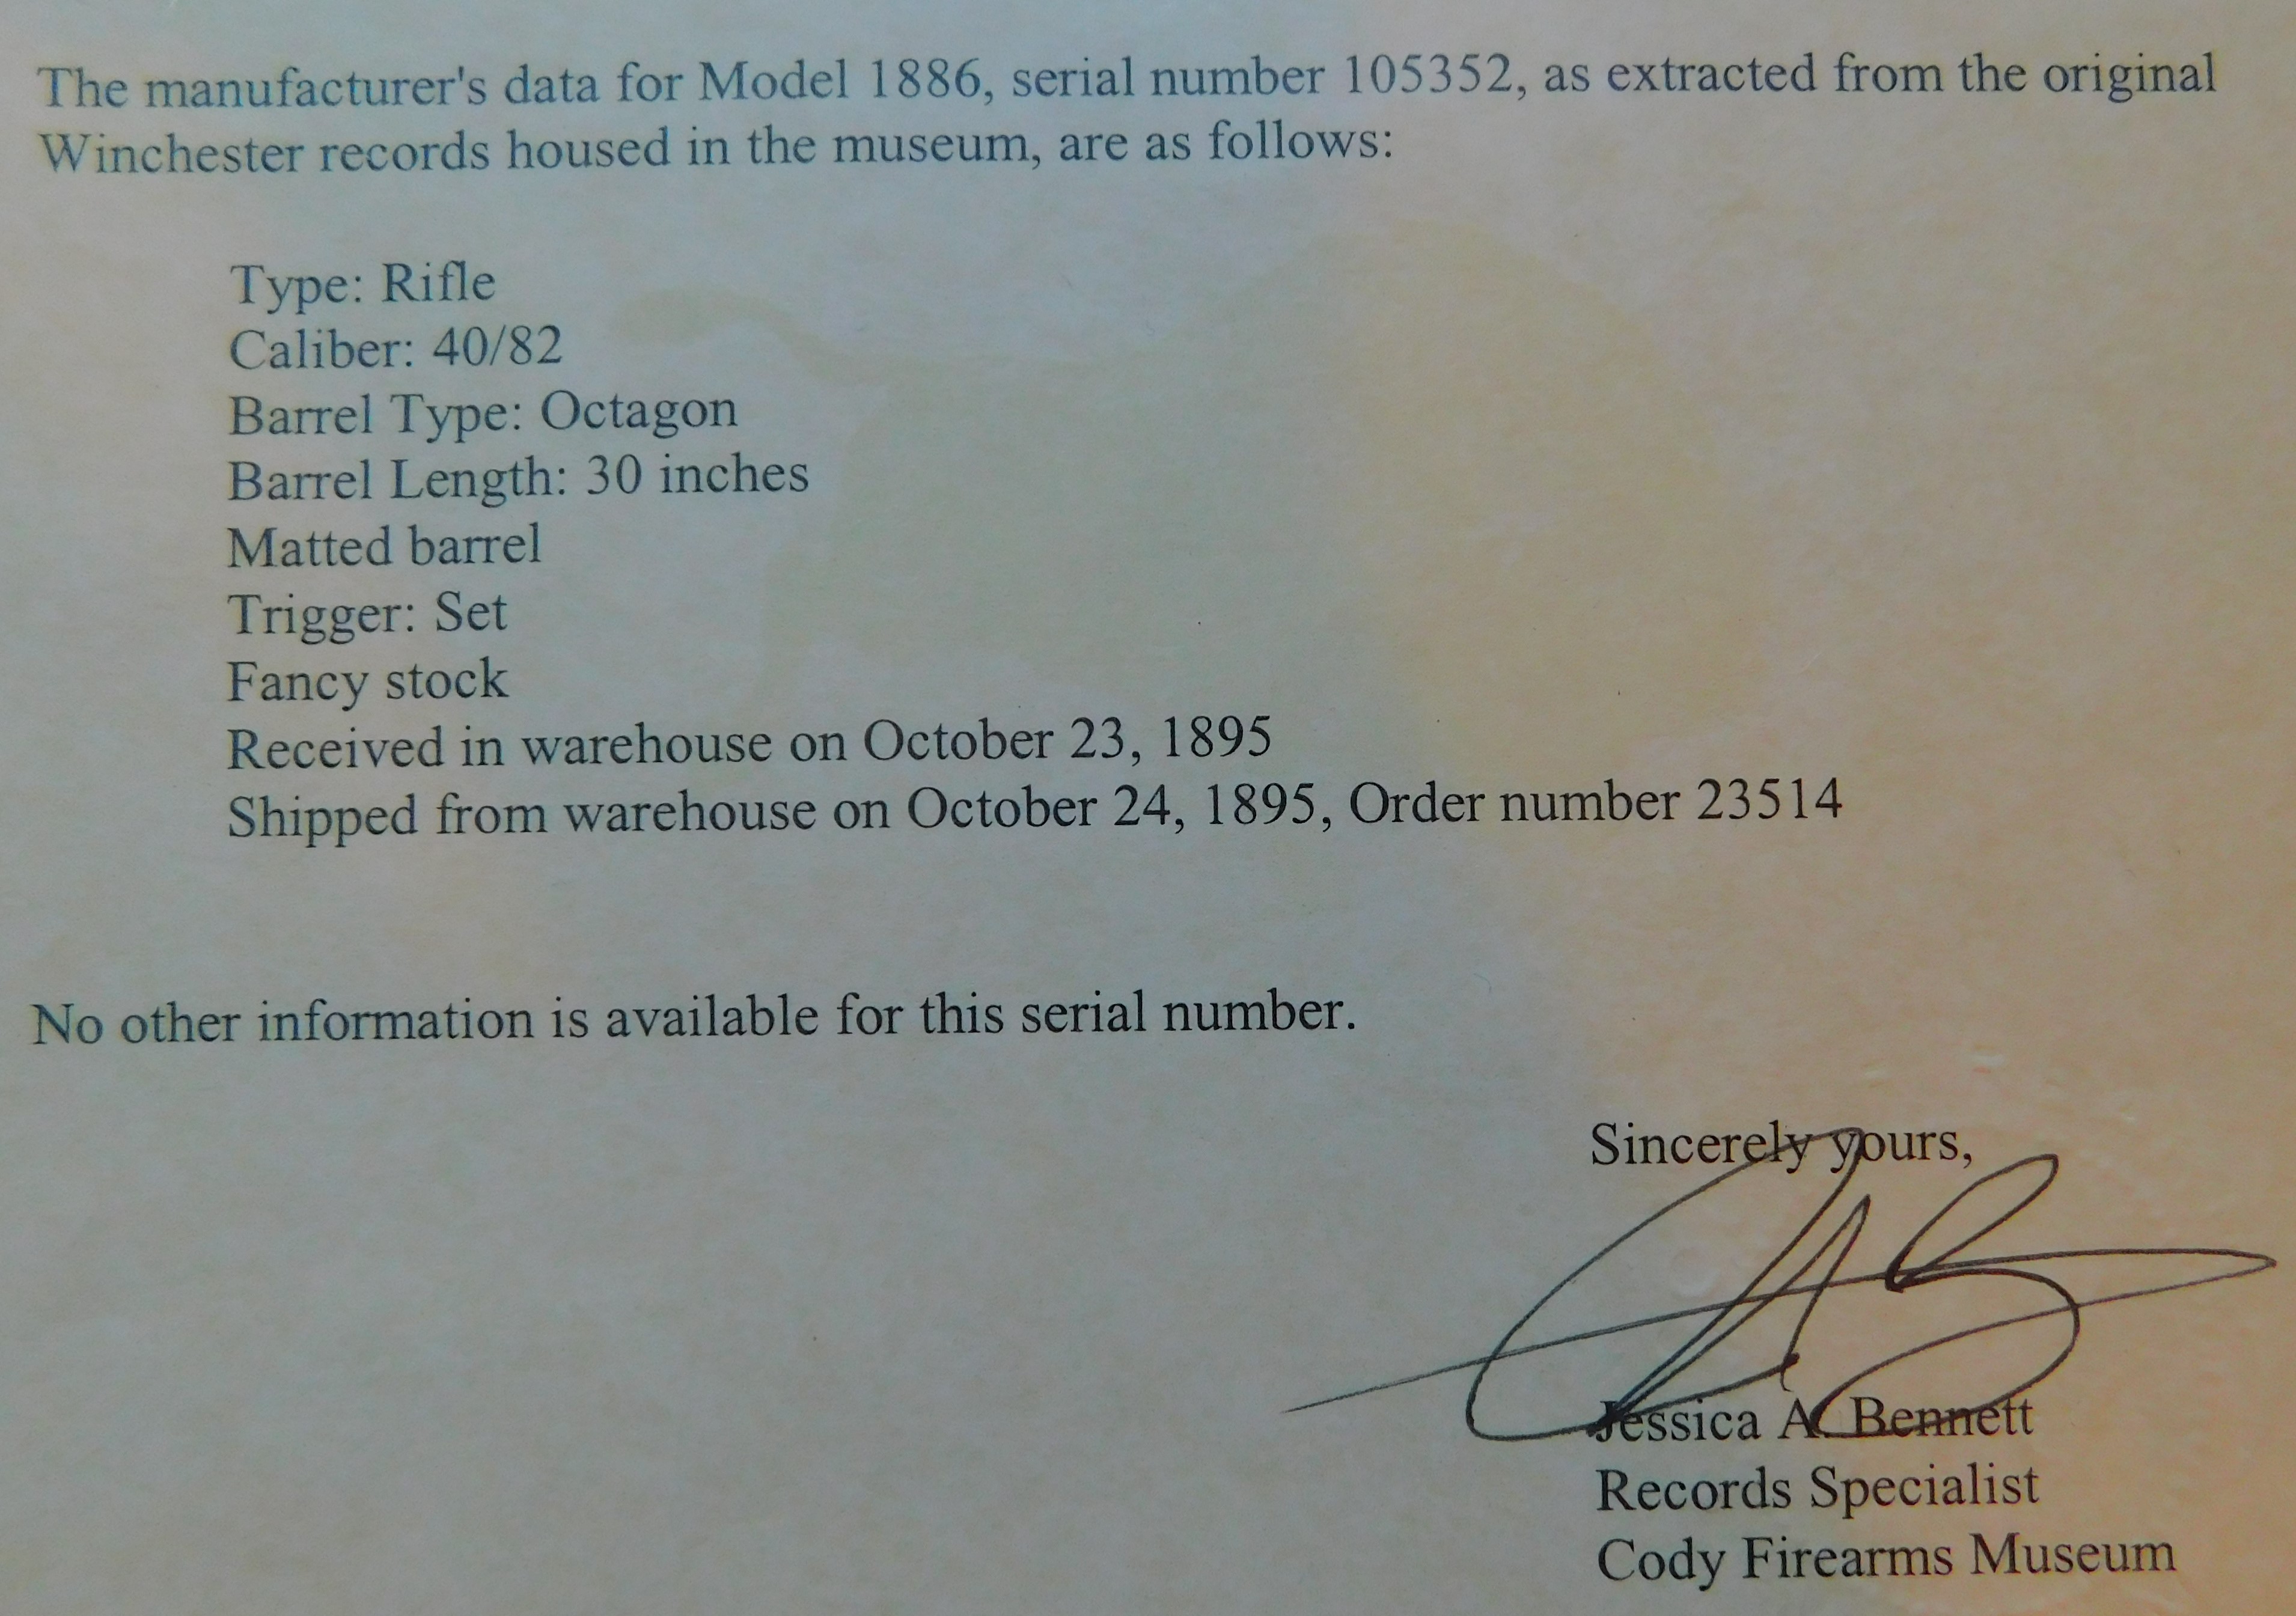 The manufacturer's data for Model 1886, serial number 105352, as extracted from the original
Winchester records housed in the museum, are as follows:
Type: Rifle
Caliber: 40/82
Barrel Type: Octagon
Barrel Length: 30 inches
Matted barrel
Trigger: Set
Fancy stock
Received in warehouse on October 23, 1895
Shipped from warehouse on October 24, 1895, Order number 23514
No other information is available for this serial number.
Sincerely yours,
Jessica A. Bennett
Records Specialist
Cody Firearms Museum